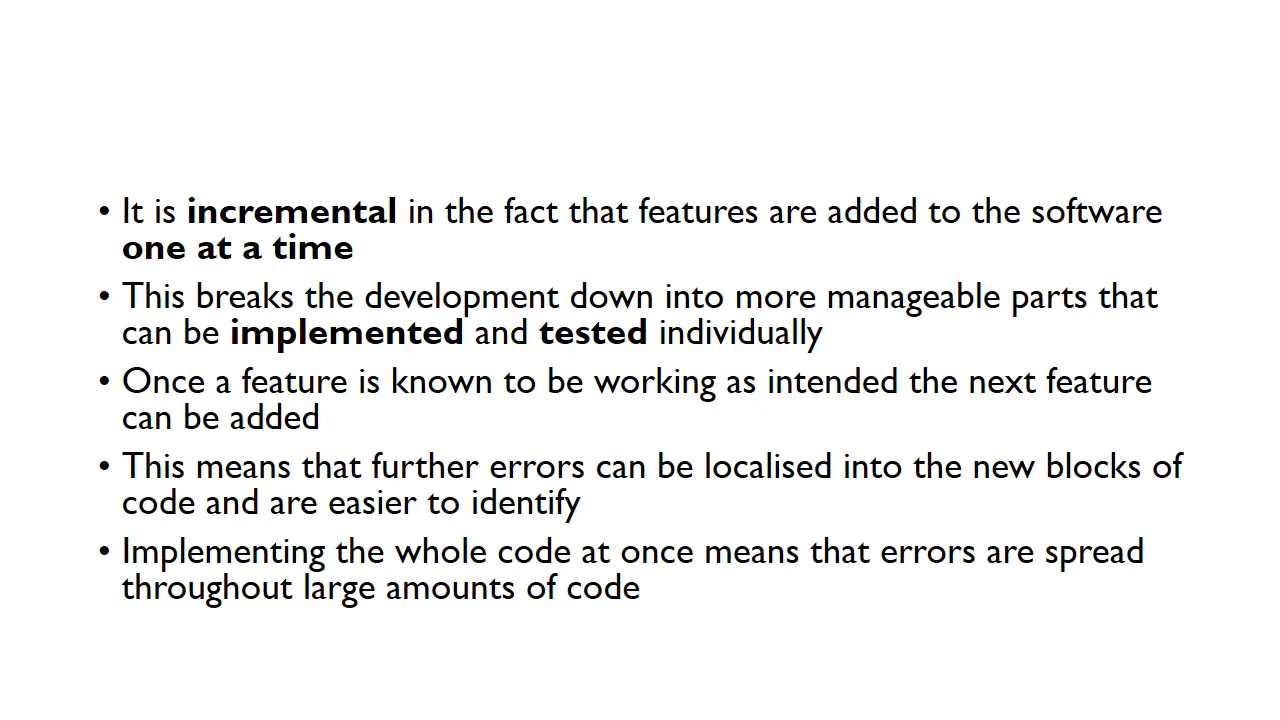 • It is incremental in the fact that features are added to the software
one at a time
• This breaks the development down into more manageable parts that
can be implemented and tested individually
• Once a feature is known to be working as intended the next feature
can be added
• This means that further errors can be localised into the new blocks of
code and are easier to identify
• Implementing the whole code at once means that errors are spread
throughout large amounts of code